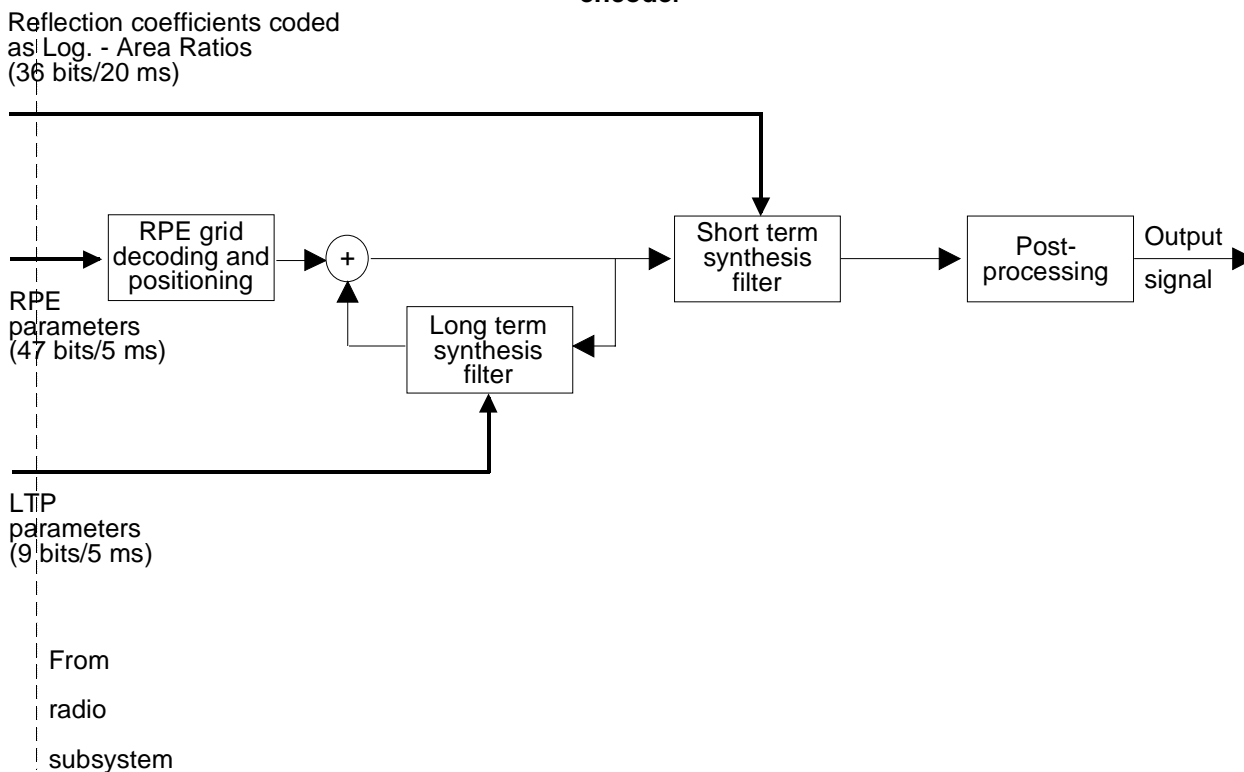 Reflection coefficients coded
as Log. - Area Ratios
(36 bits/20 ms)
RPE grid
decoding and
positioning
+
Short term
synthesis
filter
Post-
processing
Output
signal
RPE
parameters
(47 bits/5 ms)
Long term
synthesis
filter
LTP
parameters
(9 bits/5 ms)
From
radio
subsystem